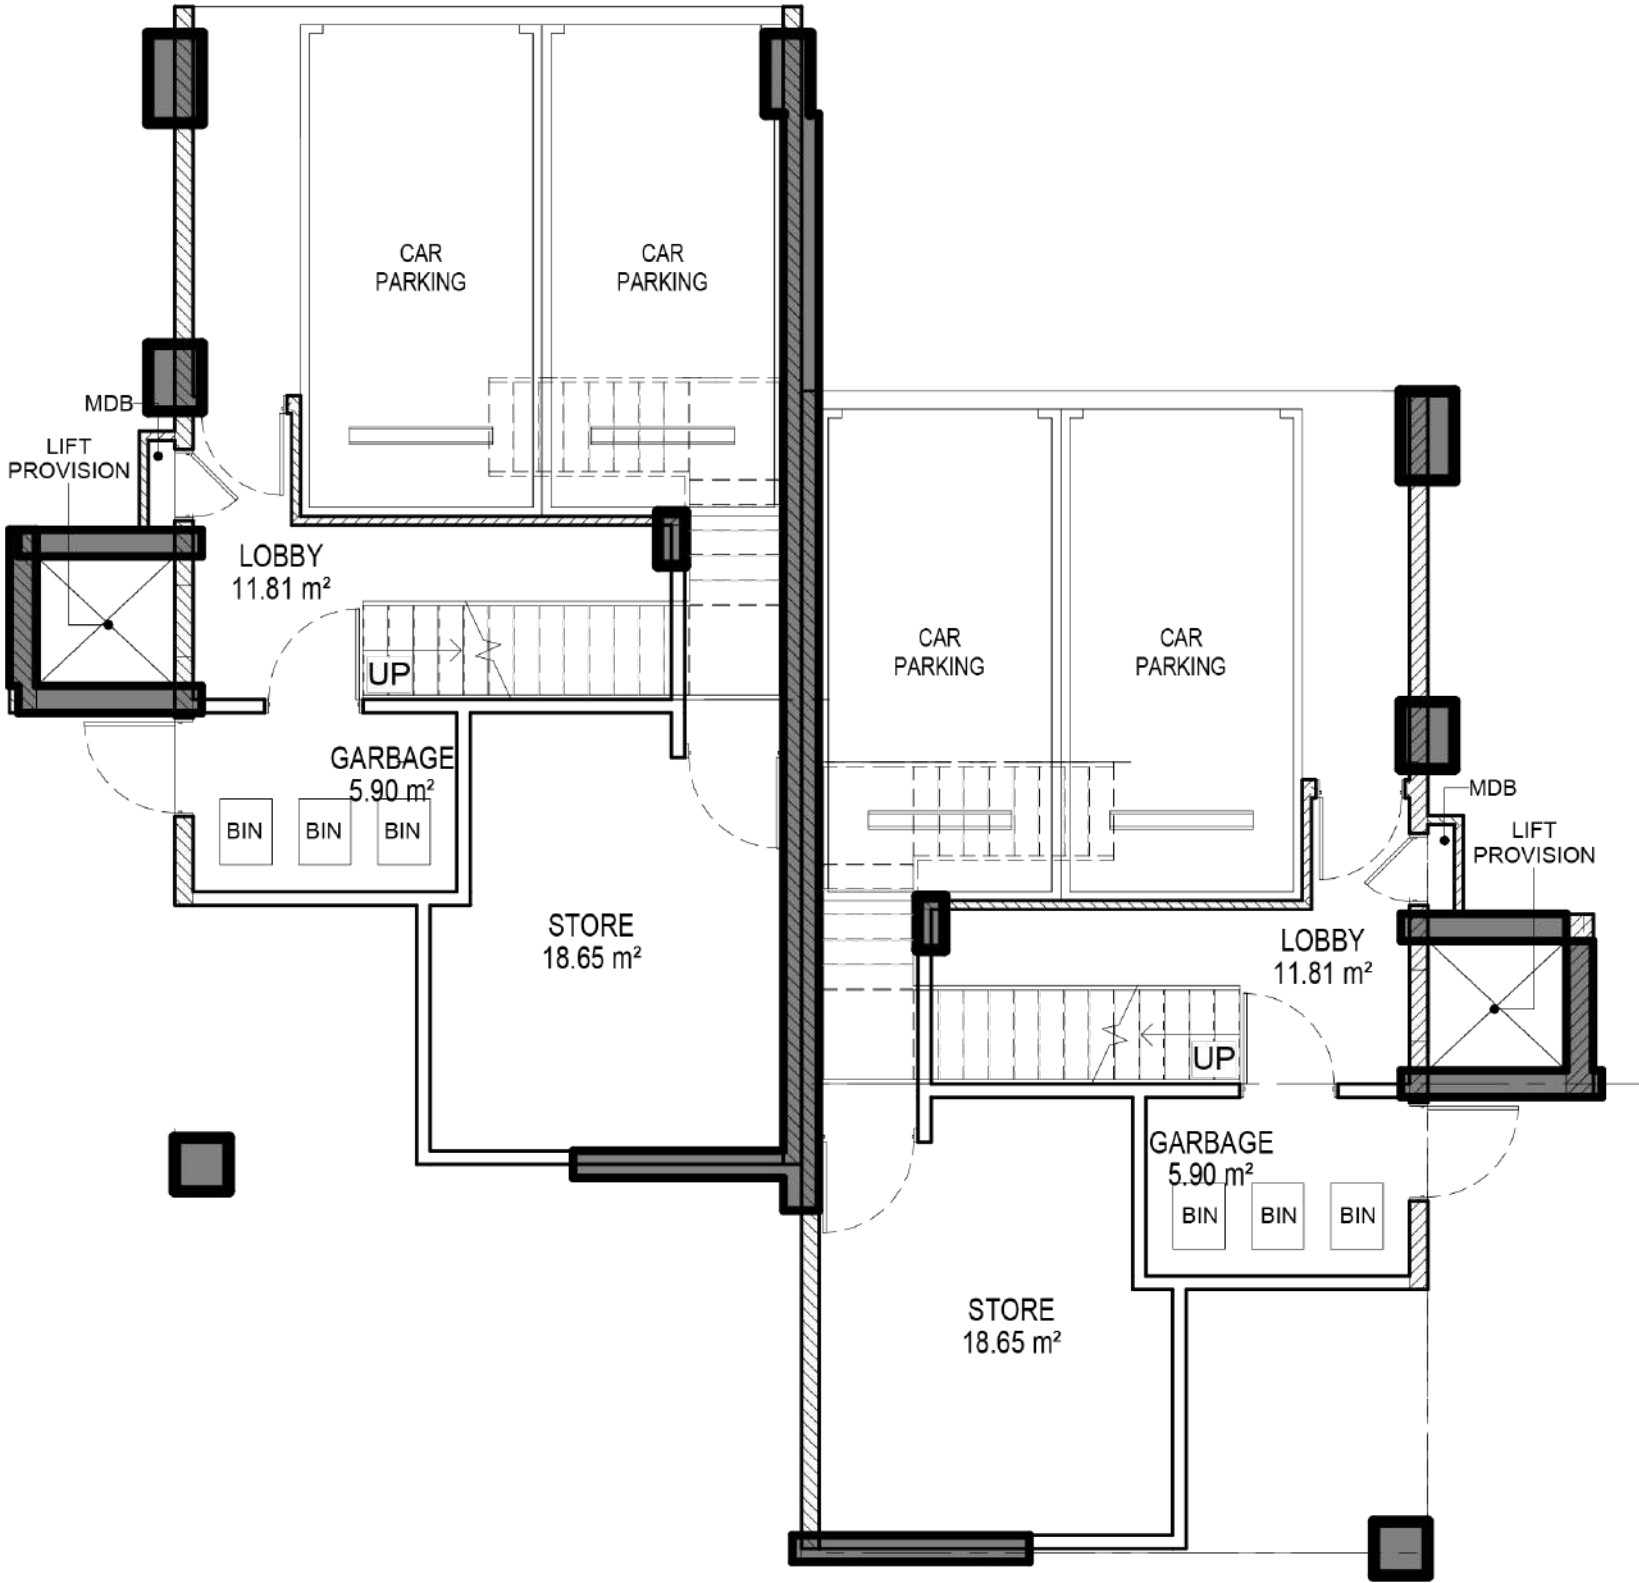 CAR
PARKING
CAR
PARKING
MDB
LIFT
PROVISION
LOBBY
11.81 m²
UP
GARBAGE
5.90 m²
BIN
BIN
BIN
STORE
18.65 m²
CAR
PARKING
CAR
PARKING
MDB
LIFT
PROVISION
LOBBY
11.81 m²
UP
GARBAGE
5.90 m²
BIN
BIN
BIN
STORE
18.65 m²